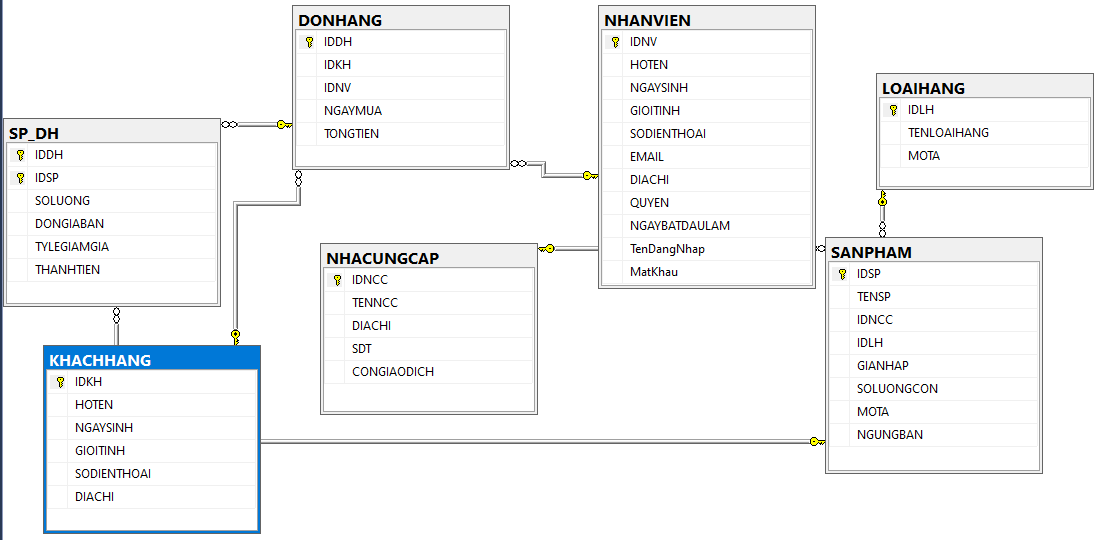 DONHANG
IDDH
IDKH
IDNV
NGAYMUA
TONGTIEN
NHANVIEN
IDNV
HOTEN
NGAYSINH
GIOITINH
SODIENTHOAI
EMAIL
DIACHI
QUYEN
NGAYBATDAULAM
TenDangNhap
MatKhau
LOAIHANG
IDLH
TENLOAIHANG
MOTA
SP_DH
IDDH
IDSP
SOLUONG
DONGIABAN
TYLEGIAMGIA
THANHTIEN
NHACUNGCAP
IDNCC
TENNCC
DIACHI
SDT
CONGIAODICH
SANPHAM
IDSP
TENSP
IDNCC
IDLH
GIANHAP
SOLUONGCON
MOTA
NGUNGBAN
KHACHHANG
IDKH
HOTEN
NGAYSINH
GIOITINH
SODIENTHOAI
DIACHI